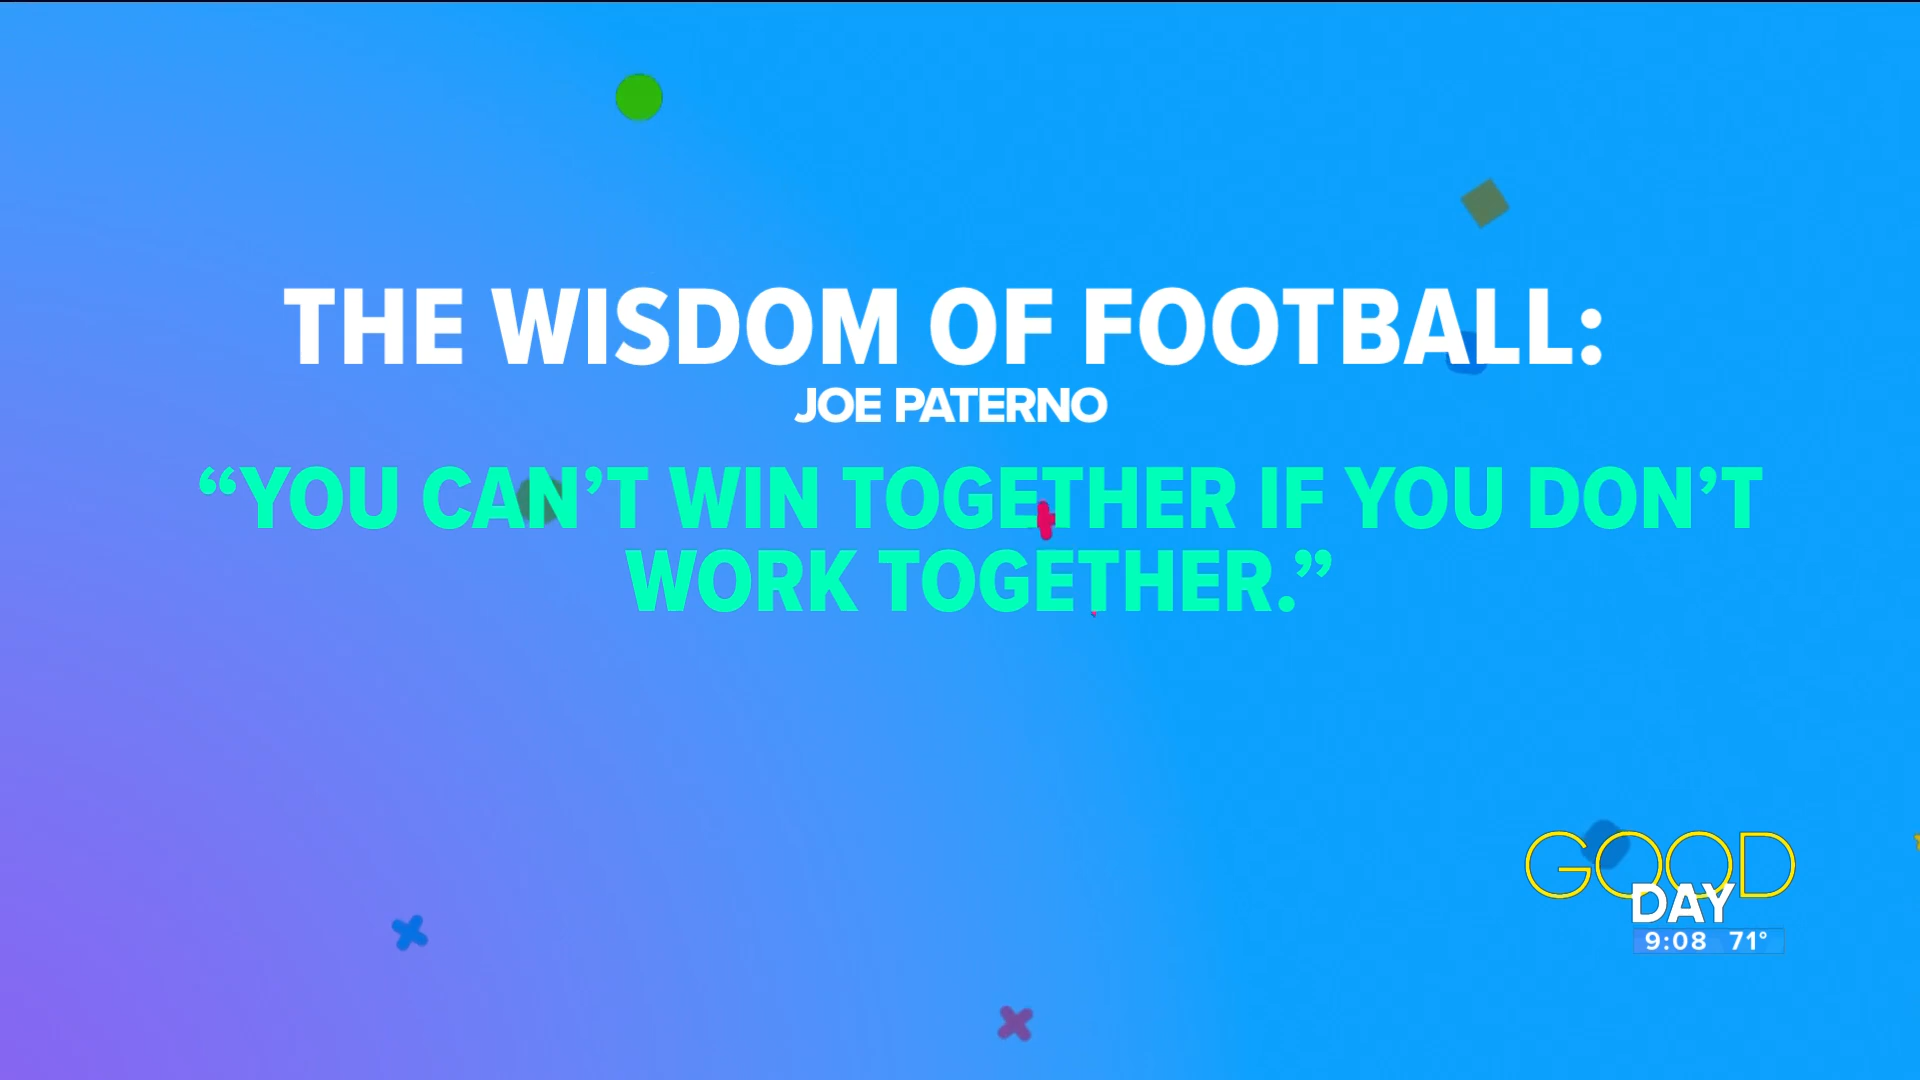 THE WISDOM OF FOOTBALL:
JOE PATERNO
“YOU CAN’T WIN TOGETHER IF YOU DON’T
WORK TOGETHER.”
GOOD
DAY
9:08 71°